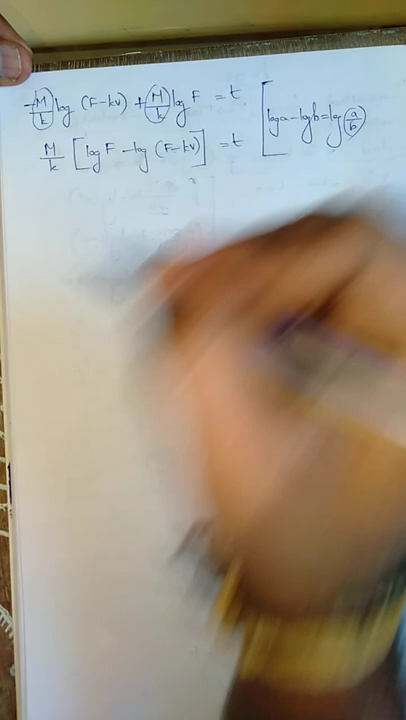 -M/k log (F-kv) + M/k log F = t [log a - log b = log a/b
M/k [log F - log (F-kv)] = t